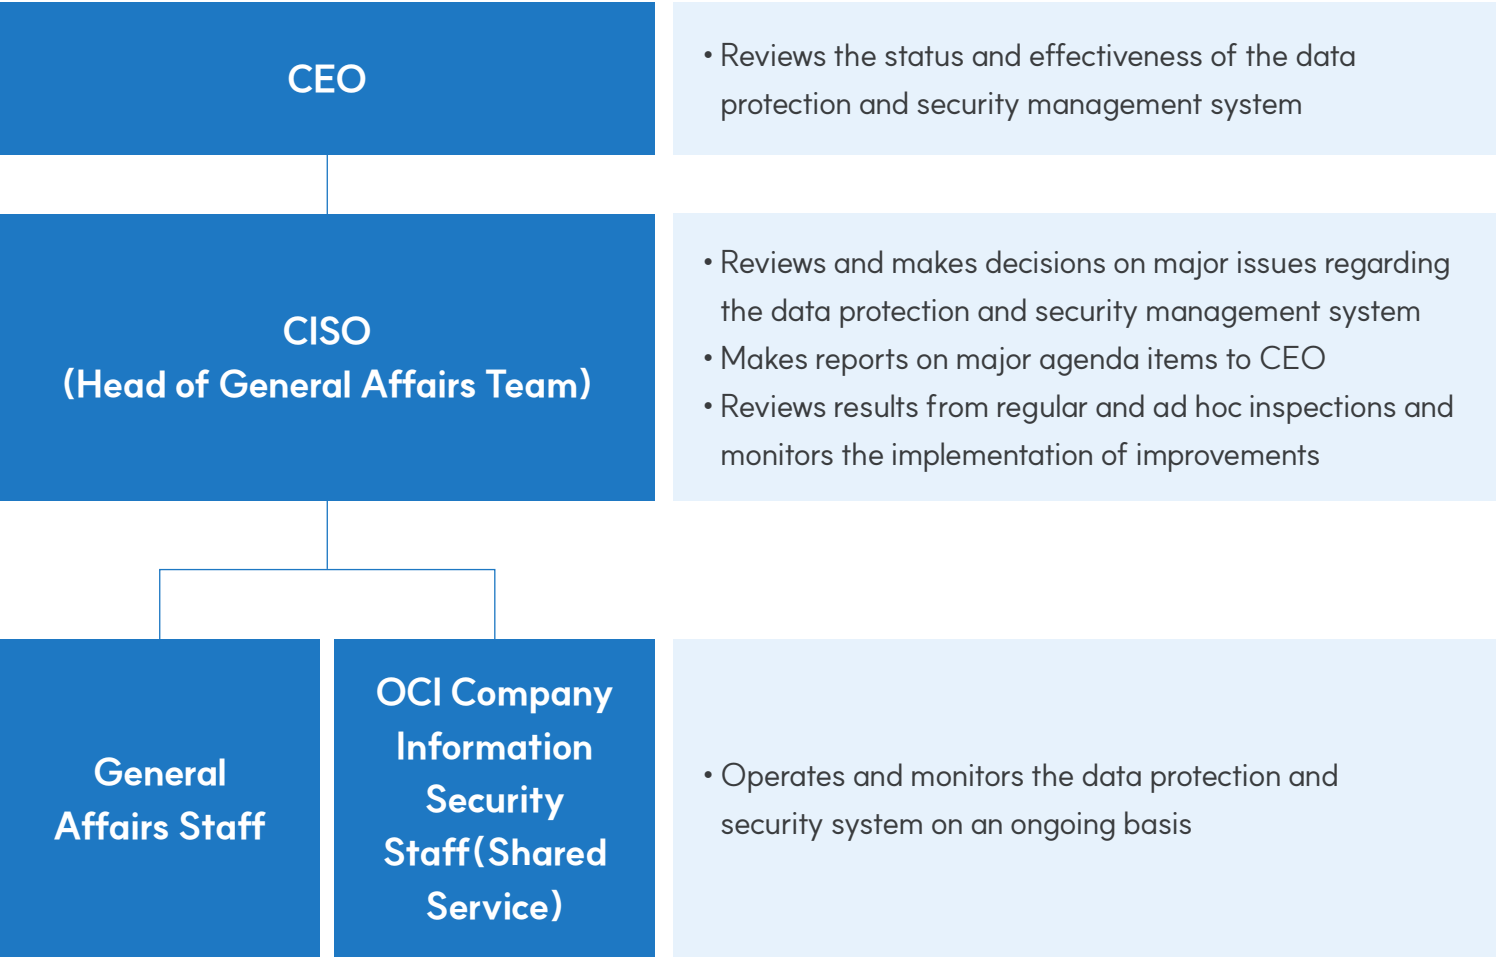 CEO
• Reviews the status and effectiveness of the data
protection and security management system
CISO
(Head of General Affairs Team)
• Reviews and makes decisions on major issues regarding
the data protection and security management system
• Makes reports on major agenda items to CEO
• Reviews results from regular and ad hoc inspections and
monitors the implementation of improvements
General
Affairs Staff
OCI Company
Information
Security
Staff(Shared
Service)
• Operates and monitors the data protection and
security system on an ongoing basis